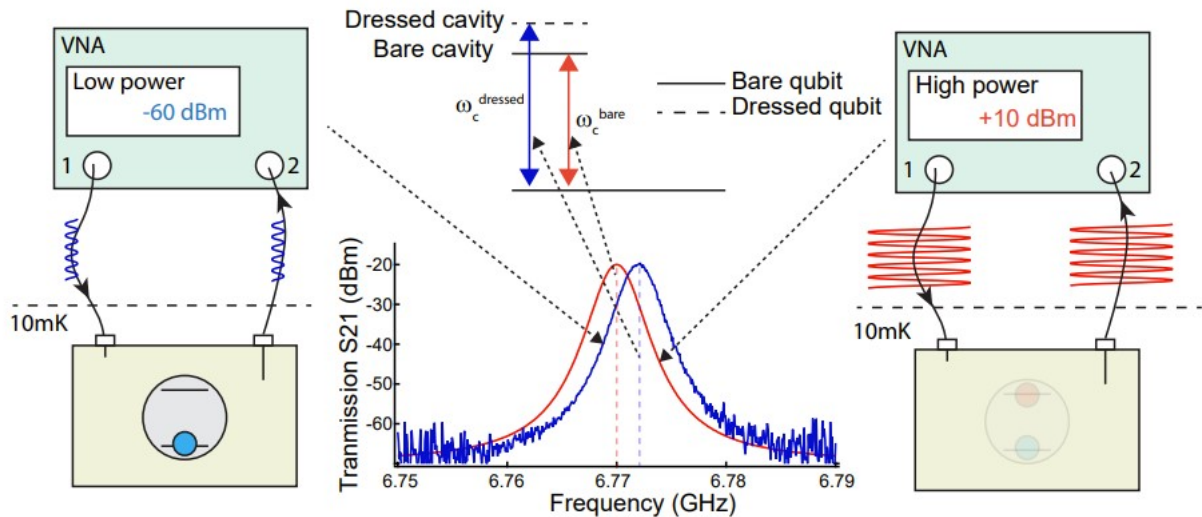 VNA
Low power
-60 dBm
1
2
10mK
Dressed cavity
Bare cavity
ω_c^dressed
ω_c^bare
Bare qubit
Dressed qubit
VNA
High power
+10 dBm
1
2
10mK
Tranmission S21 (dBm)
-20
-30
-40
-50
-60
6.75
6.76
6.77
6.78
6.79
Frequency (GHz)